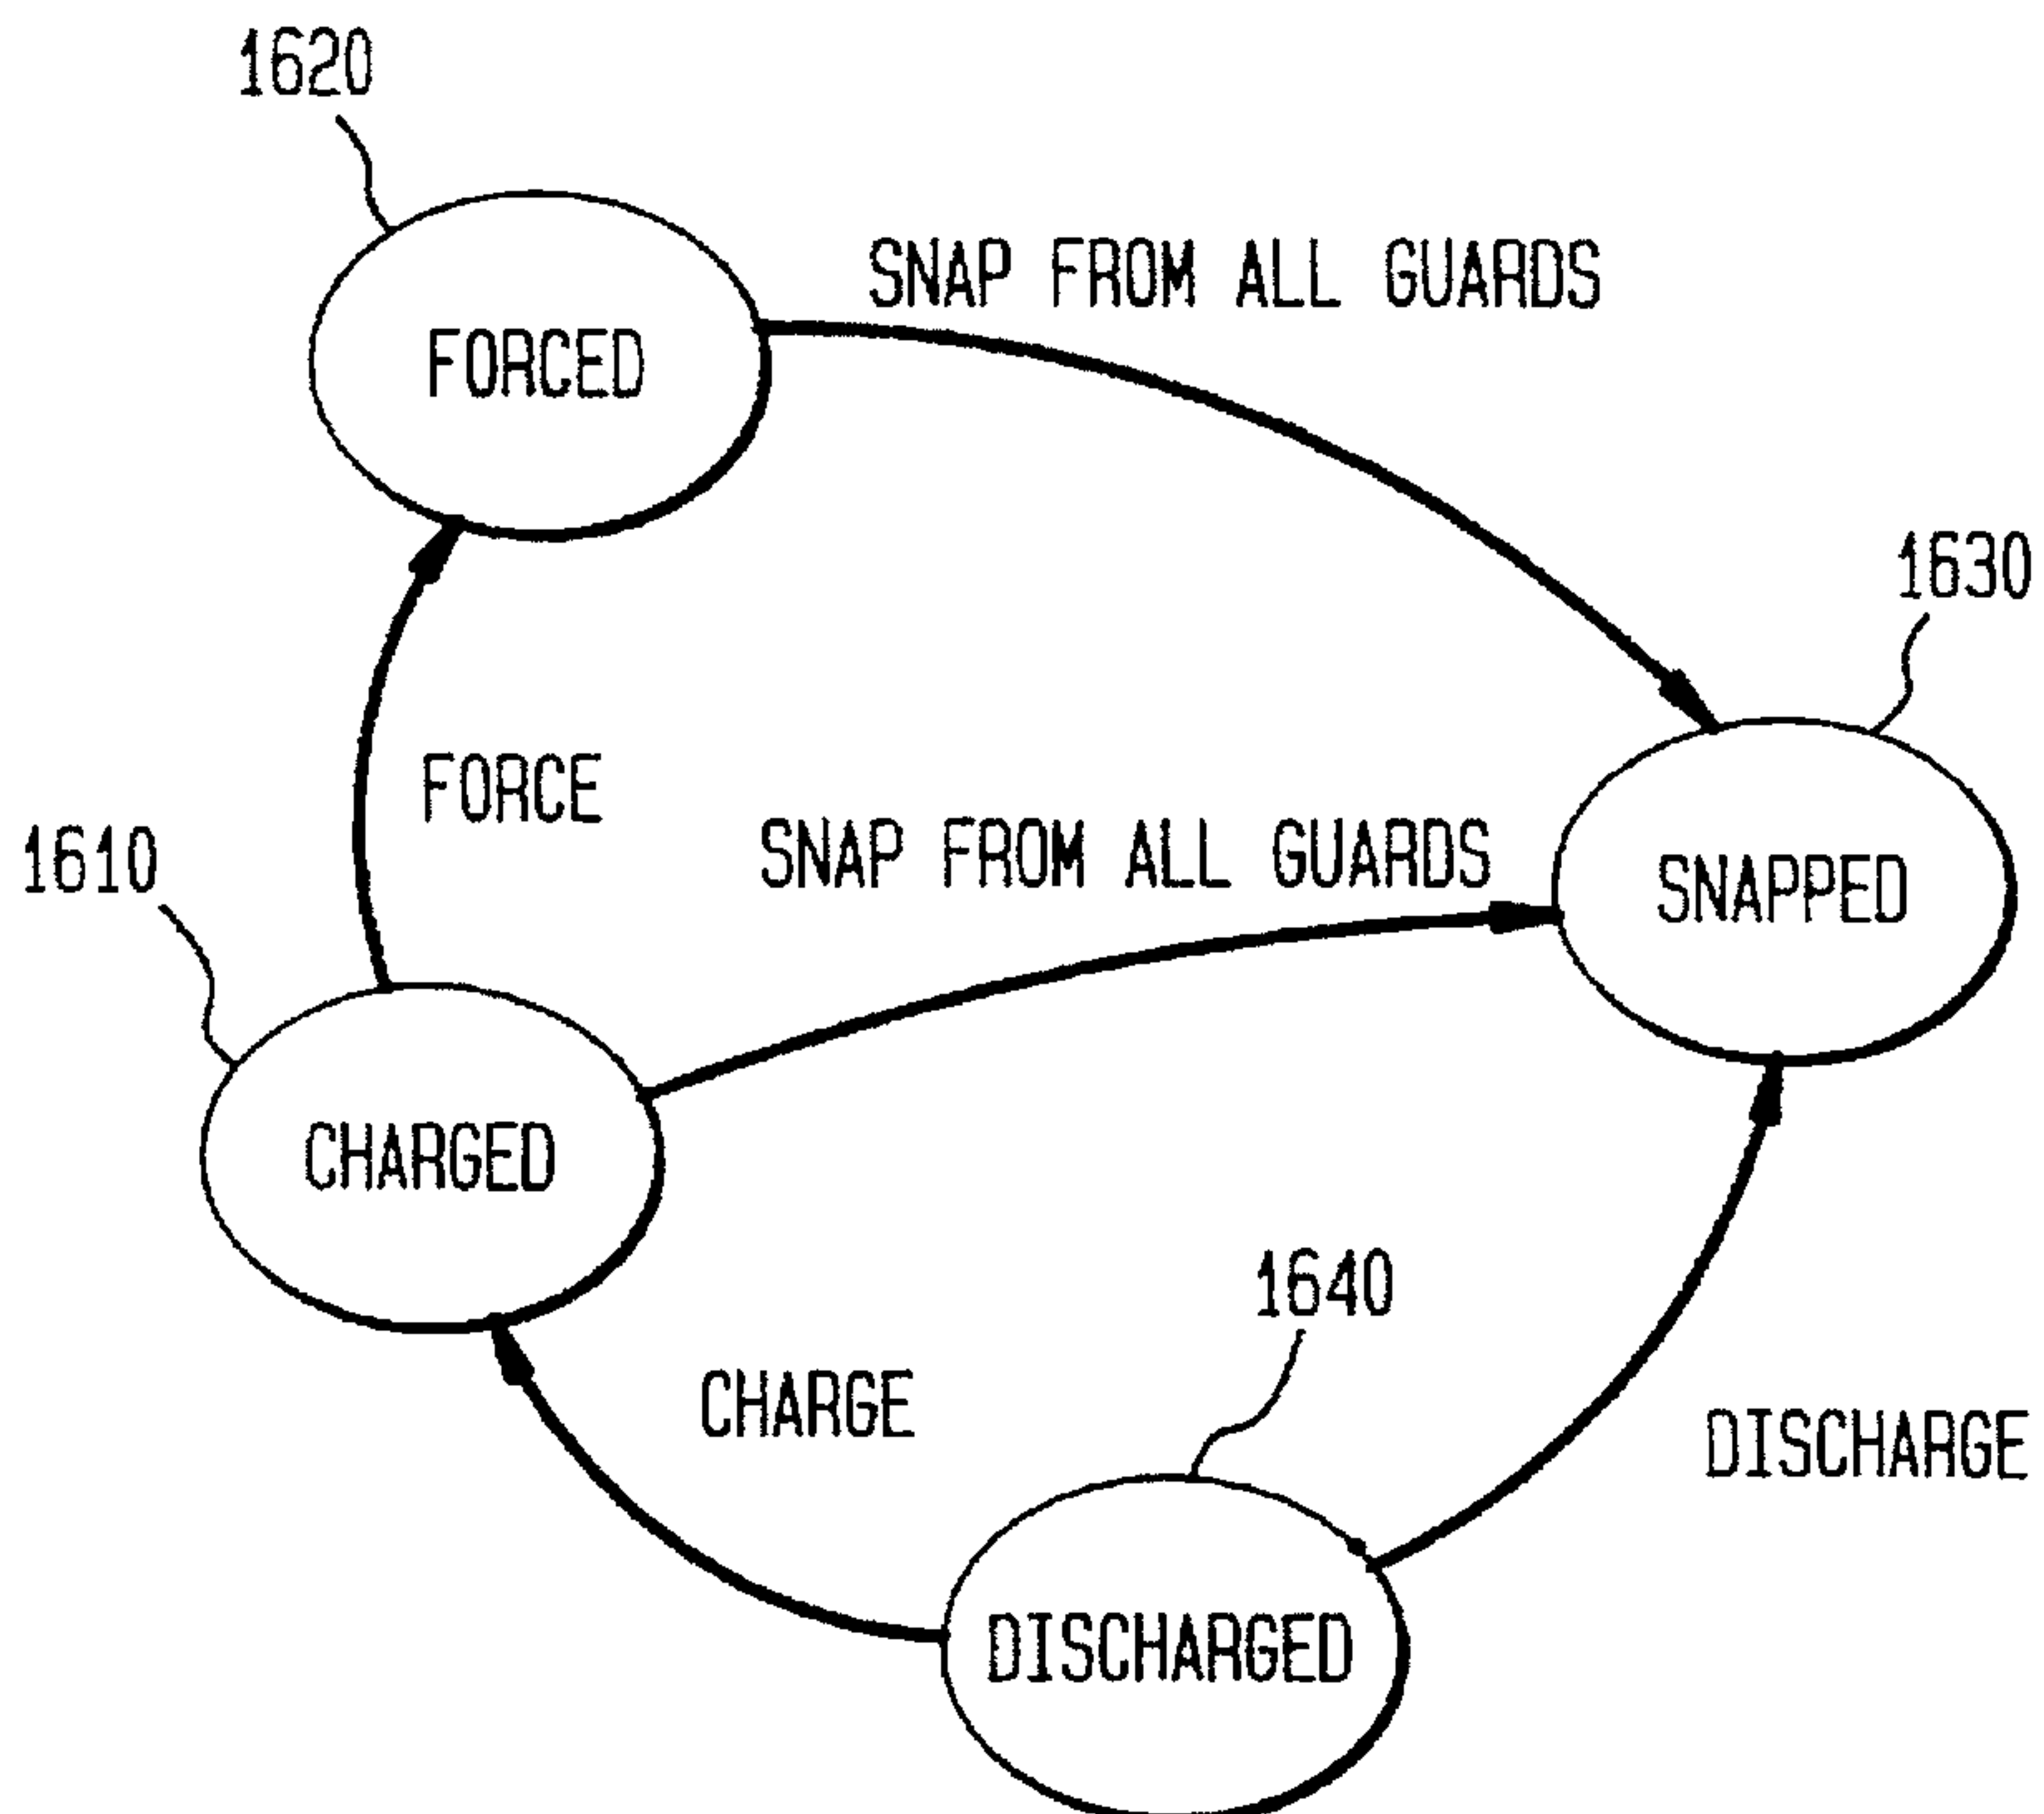 1620
SNAP FROM ALL GUARDS
FORCED
1630
FORCE
1610
SNAP FROM ALL GUARDS
SNAPPED
CHARGED
1640
CHARGE
DISCHARGE
DISCHARGED